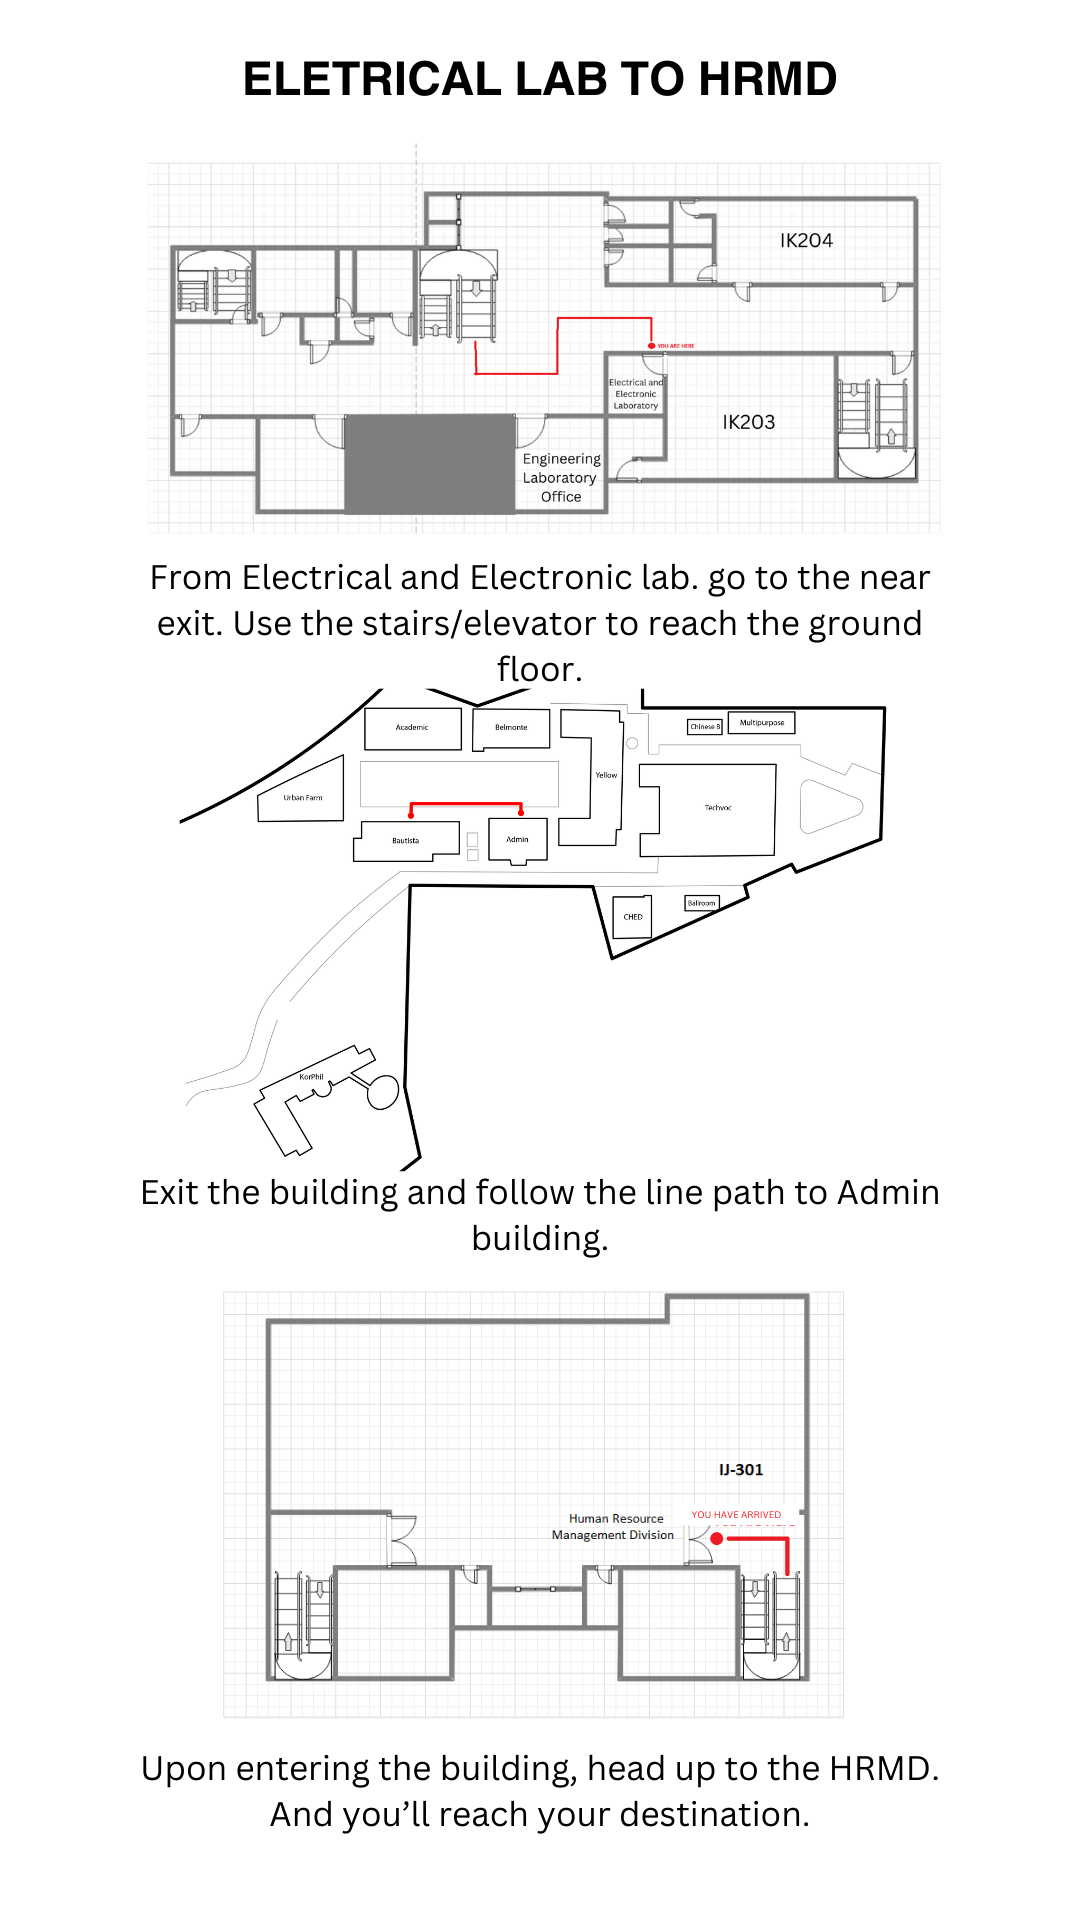 ELETRICAL LAB TO HRMD
IK204
YOU ARE HERE
Electrical and
Electronic
Laboratory
IK203
Engineering
Laboratory
Office
From Electrical and Electronic lab. go to the near
exit. Use the stairs/elevator to reach the ground
floor.
Academic
Belmonte
Chinese B
Multipurpose
Yellow
Urban Farm
Techvoc
Bautista
Admin
CHED
Ballroom
KorPhil
Exit the building and follow the line path to Admin
building.
IJ-301
Human Resource
Management Division
YOU HAVE ARRIVED
Upon entering the building, head up to the HRMD.
And you’ll reach your destination.